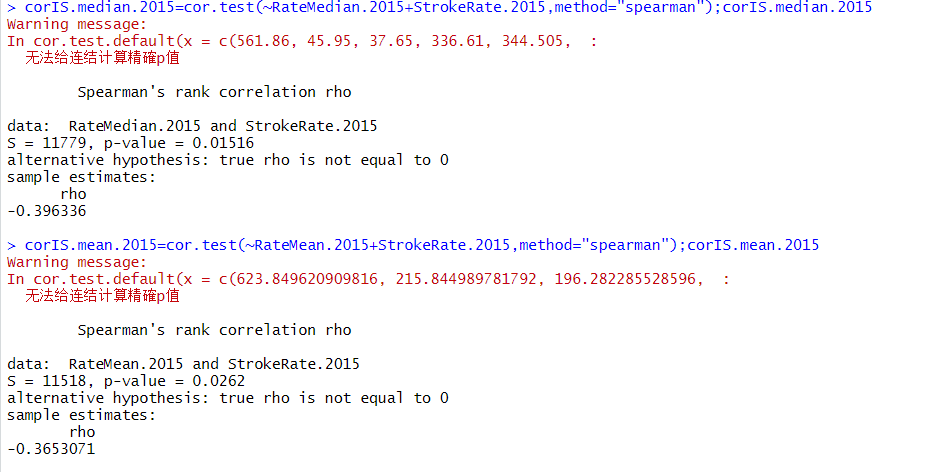 > corIS.median.2015=cor.test(~RateMedian.2015+StrokeRate.2015,method="spearman");corIS.median.2015
Warning message:
In cor.test.default(x = c(561.86, 45.95, 37.65, 336.61, 344.505,  :
  无法给连结计算精確p值

        Spearman's rank correlation rho

data:  RateMedian.2015 and StrokeRate.2015
S = 11779, p-value = 0.01516
alternative hypothesis: true rho is not equal to 0
sample estimates:
      rho
-0.396336

> corIS.mean.2015=cor.test(~RateMean.2015+StrokeRate.2015,method="spearman");corIS.mean.2015
Warning message:
In cor.test.default(x = c(623.849620909816, 215.844989781792, 196.282285528596,  :
  无法给连结计算精確p值

        Spearman's rank correlation rho

data:  RateMean.2015 and StrokeRate.2015
S = 11518, p-value = 0.0262
alternative hypothesis: true rho is not equal to 0
sample estimates:
       rho
-0.3653071